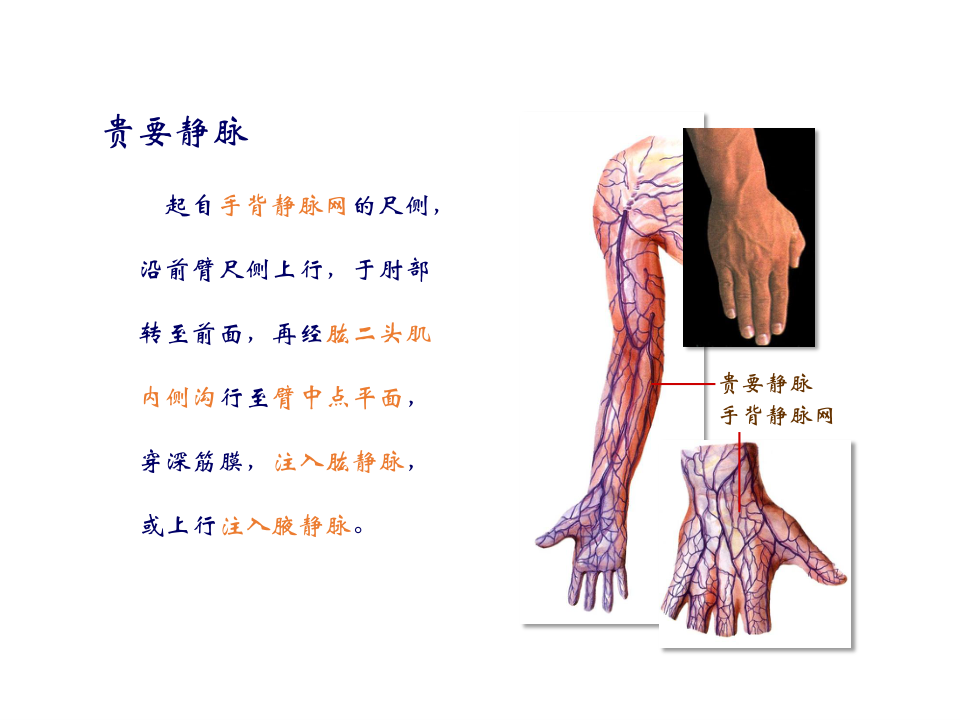 贵要静脉
起自手背静脉网的尺侧，
沿前臂尺侧上行，于肘部
转至前面，再经肱二头肌
内侧沟行至臂中点平面，
穿深筋膜，注入肱静脉，
或上行注入腋静脉。
贵要静脉
手背静脉网